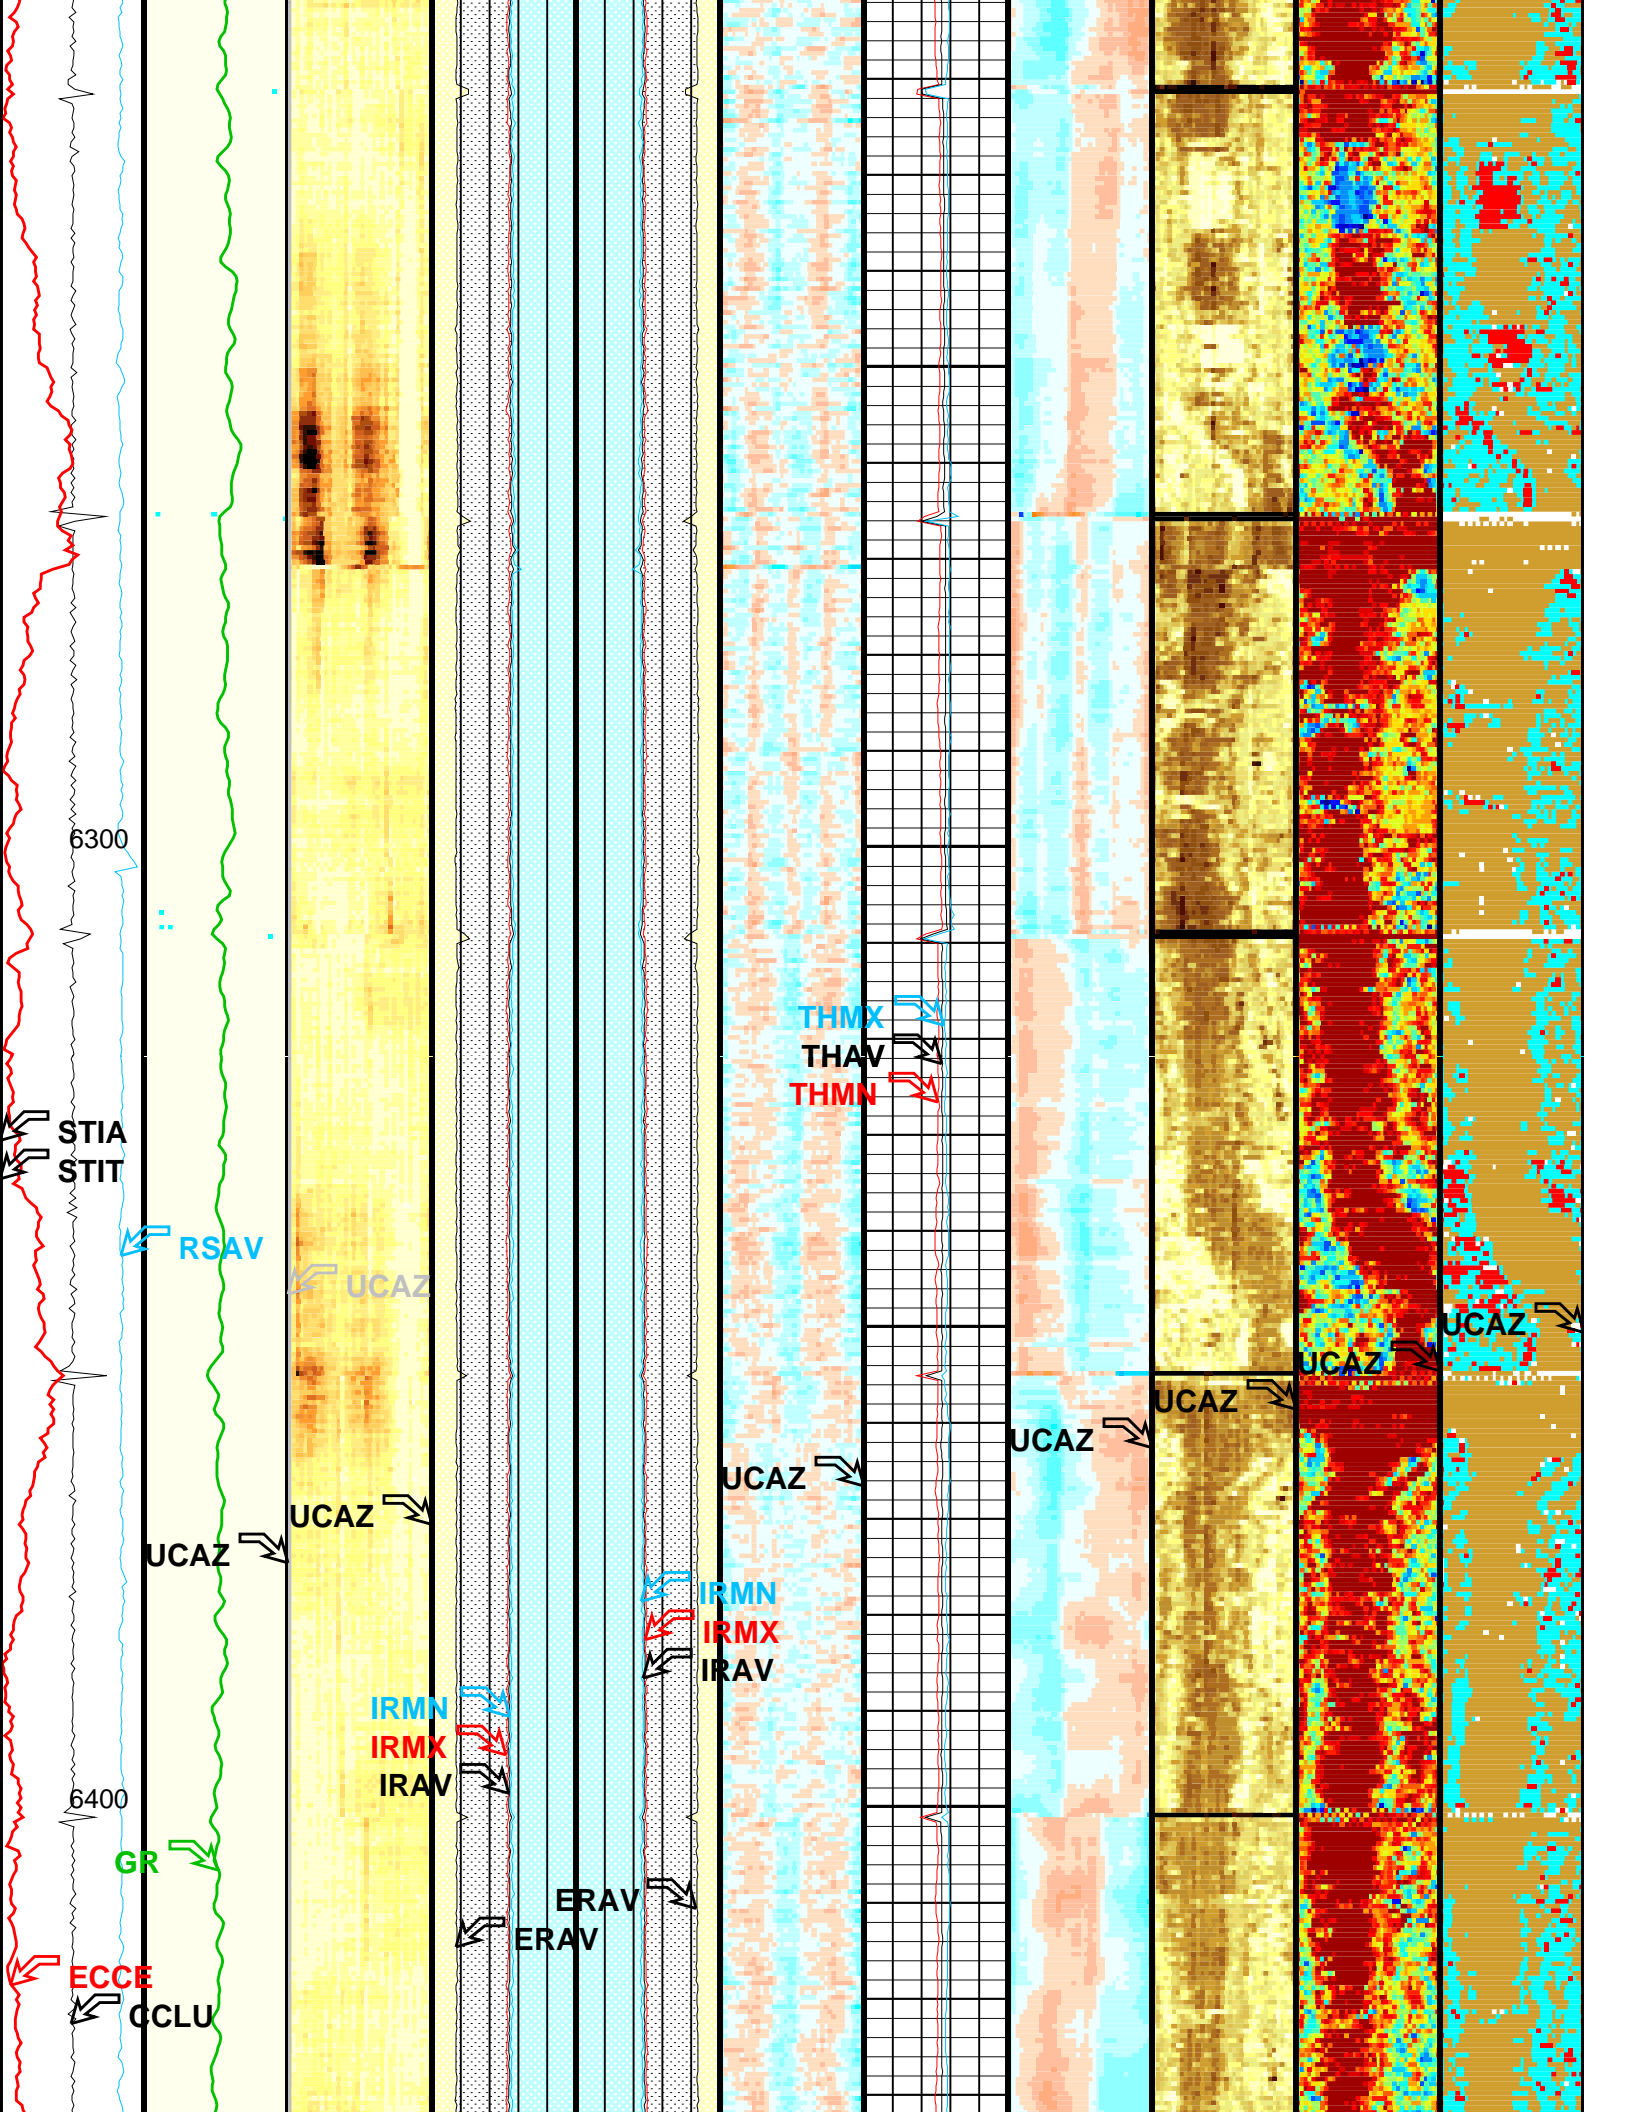 6300
THMX
THAV
THMN
STIA
STIT
RSAV
UCAZ
UCAZ
UCAZ
UCAZ
UCAZ
UCAZ
UCAZ
UCAZ
IRMN
IRMX
IRAV
IRMN
IRMX
IRAV
6400
GR
ERAV
ERAV
ECCE
CCLU